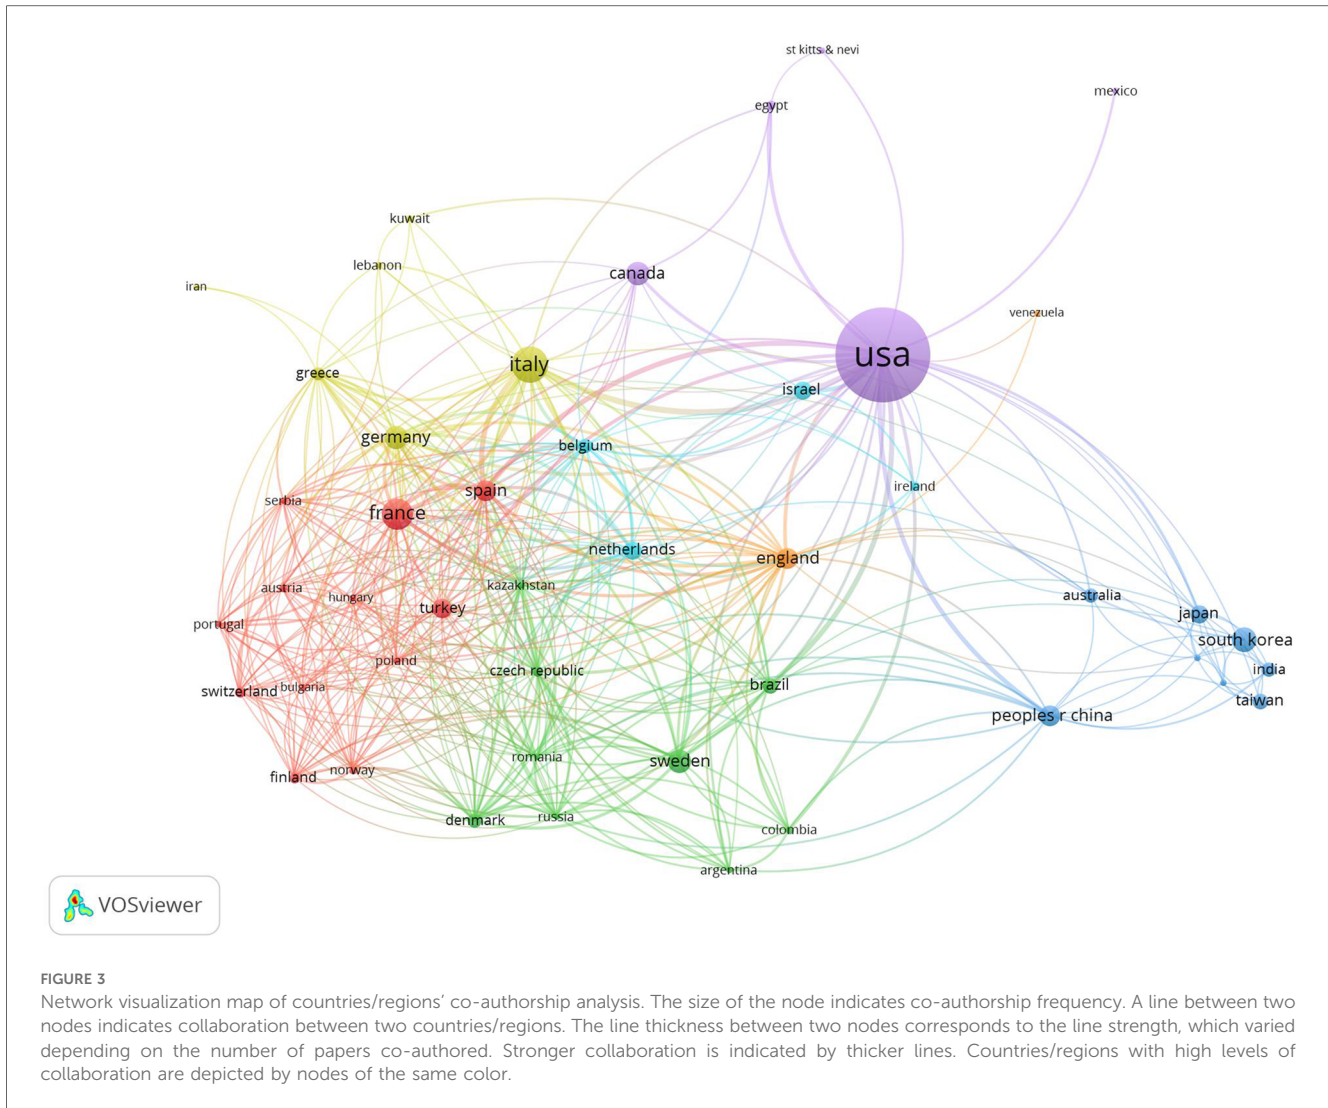 st kitts & nevi
mexico
egypt
kuwait
lebanon
canada
iran
venezuela
usa
italy
greece
israel
germany
belgium
spain
ireland
serbia
france
netherlands
england
kazakhstan
austria
hungary
australia
turkey
japan
portugal
south korea
poland
czech republic
india
switzerland
bulgaria
brazil
taiwan
peoples r china
romania
sweden
finland
norway
denmark
russia
colombia
argentina
VOSviewer
FIGURE 3
Network visualization map of countries/regions’ co-authorship analysis. The size of the node indicates co-authorship frequency. A line between two
nodes indicates collaboration between two countries/regions. The line thickness between two nodes corresponds to the line strength, which varied
depending on the number of papers co-authored. Stronger collaboration is indicated by thicker lines. Countries/regions with high levels of
collaboration are depicted by nodes of the same color.